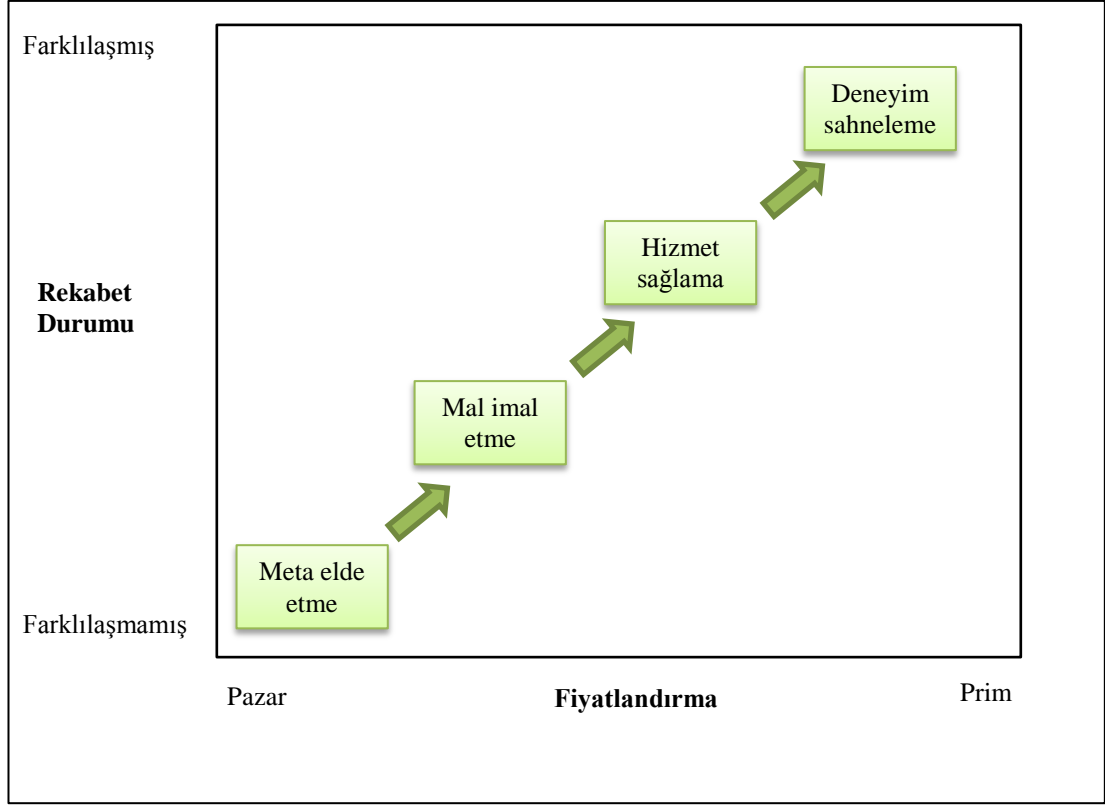 Farklılaşmış
Deneyim
sahneleme
Hizmet
sağlama
Rekabet
Durumu
Mal imal
etme
Meta elde
etme
Farklılaşmamış
Pazar
Fiyatlandırma
Prim